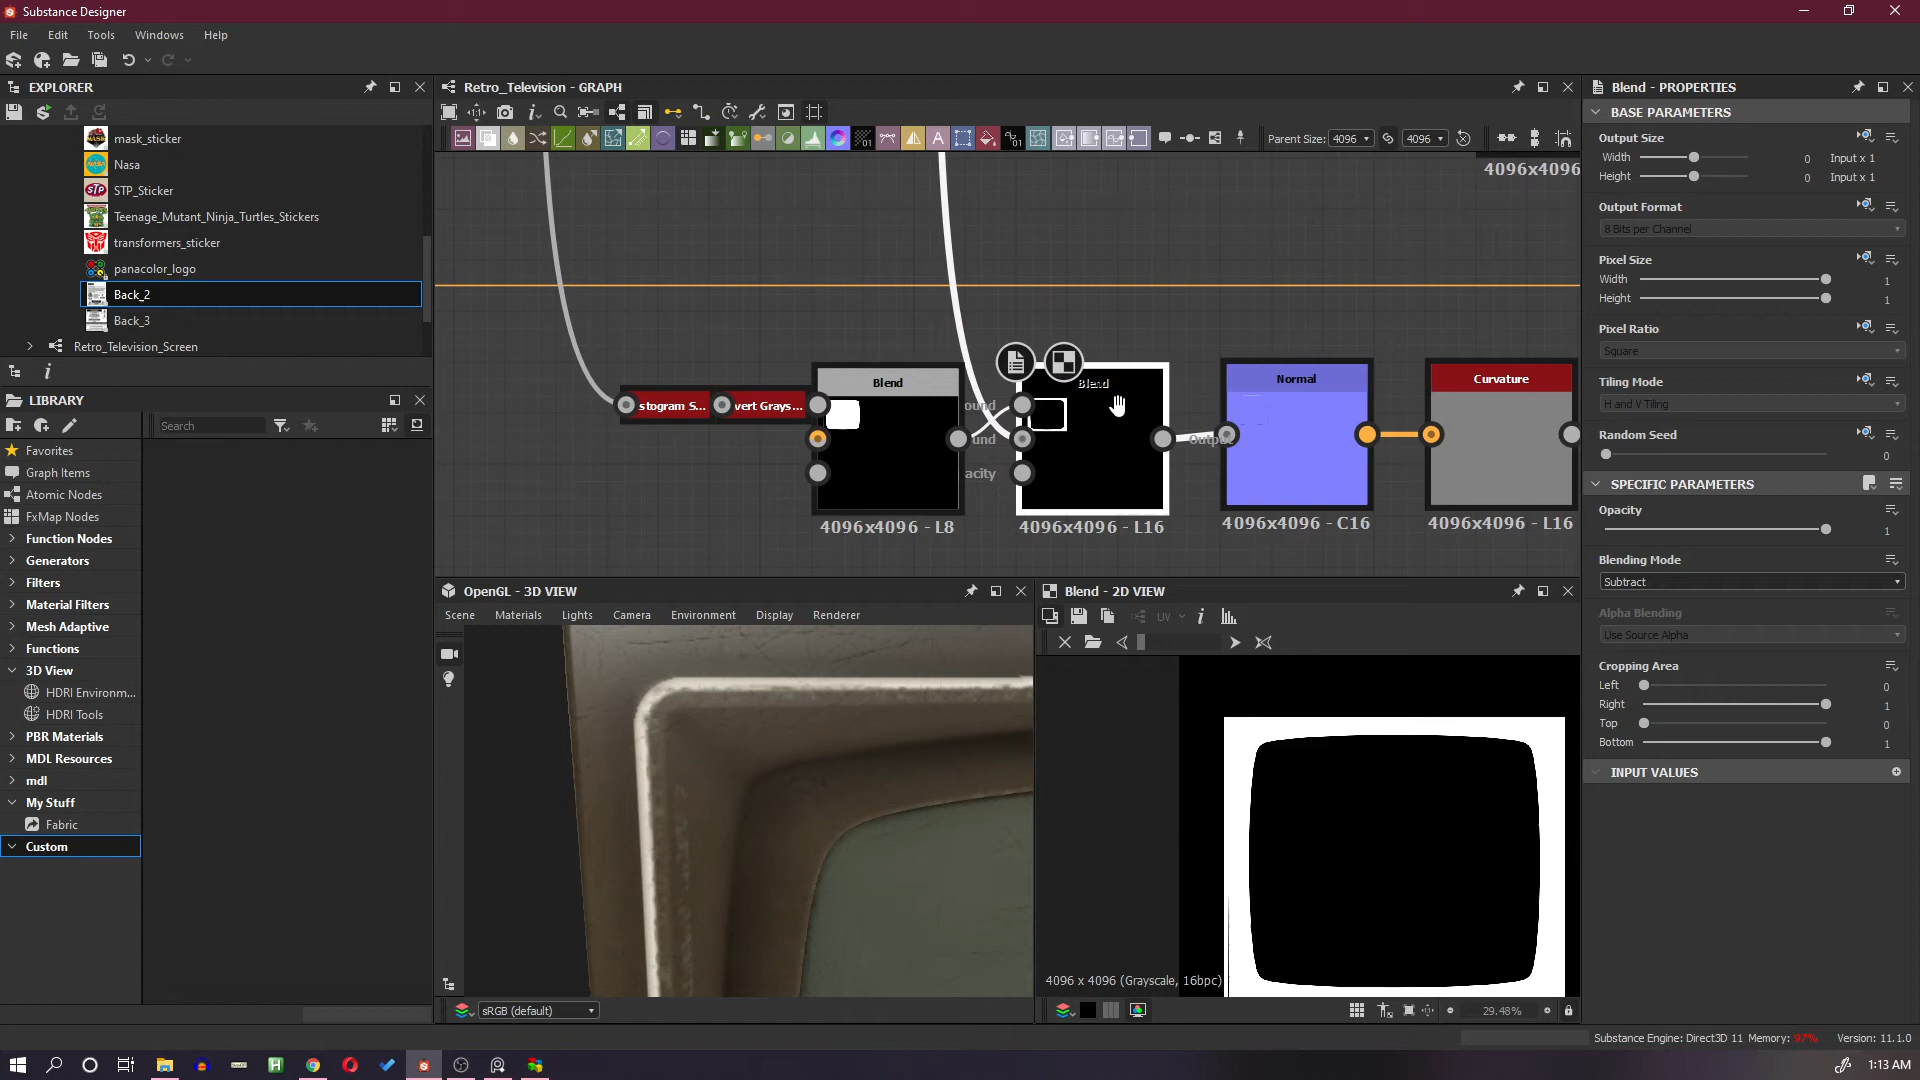 Substance Designer
File Edit Tools Windows Help
EXPLORER
mask_sticker
Nasa
STP_Sticker
Teenage_Mutant_Ninja_Turtles_Stickers
transformers_sticker
panacolor_logo
Back_2
Back_3
Retro_Television_Screen
LIBRARY
Search
Favorites
Graph Items
Atomic Nodes
FxMap Nodes
Function Nodes
Generators
Filters
Material Filters
Mesh Adaptive
Functions
3D View
HDRI Environm...
HDRI Tools
PBR Materials
MDL Resources
mdl
My Stuff
Fabric
Custom
Retro_Television - GRAPH
Parent Size: 4096 4096
4096x4096
stogram S... vert Grays...
Blend
4096x4096 - L8
ound
und
acity
Blend
Output
4096x4096 - L16
Normal
4096x4096 - C16
Curvature
4096x4096 - L16
OpenGL - 3D VIEW
Scene Materials Lights Camera Environment Display Renderer
sRGB (default)
Blend - 2D VIEW
UV
4096 x 4096 (Grayscale, 16bpc)
29.48%
Blend - PROPERTIES
BASE PARAMETERS
Output Size
Width 0 Input x 1
Height 0 Input x 1
Output Format
8 Bits per Channel
Pixel Size
Width 1
Height 1
Pixel Ratio
Square
Tiling Mode
H and V Tiling
Random Seed
0
SPECIFIC PARAMETERS
Opacity
1
Blending Mode
Subtract
Alpha Blending
Use Source Alpha
Cropping Area
Left 0
Right 1
Top 0
Bottom 1
INPUT VALUES
Substance Engine: Direct3D 11 Memory: 97% Version: 11.1.0
1:13 AM